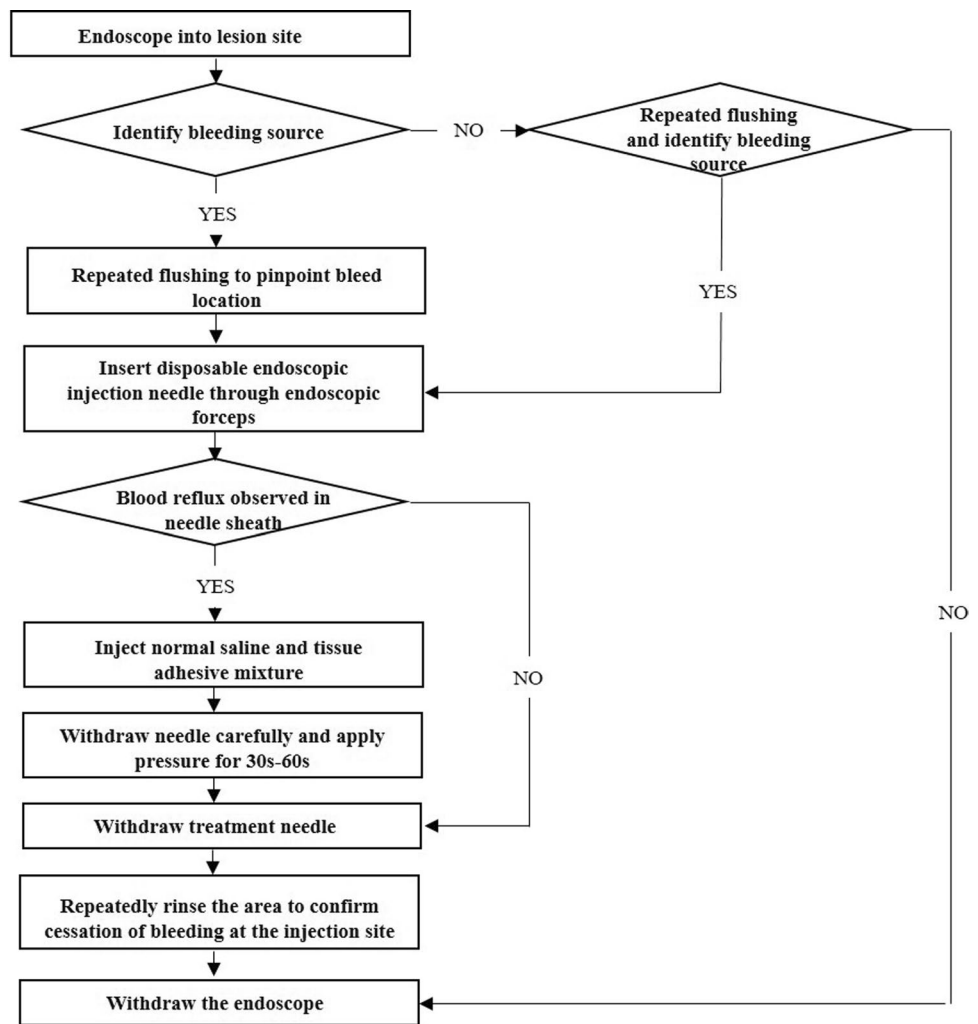 Endoscope into lesion site
Identify bleeding source
NO
Repeated flushing
and identify bleeding
source
YES
YES
Repeated flushing to pinpoint bleed
location
Insert disposable endoscopic
injection needle through endoscopic
forceps
Blood reflux observed in
needle sheath
YES
NO
NO
Inject normal saline and tissue
adhesive mixture
Withdraw needle carefully and apply
pressure for 30s-60s
Withdraw treatment needle
Repeatedly rinse the area to confirm
cessation of bleeding at the injection site
Withdraw the endoscope